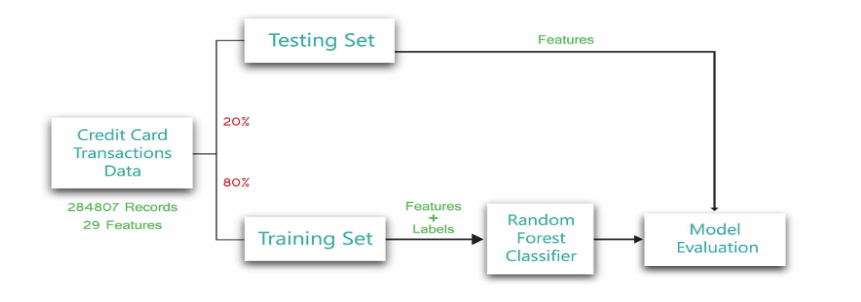 Testing Set
Features
20%
Credit Card
Transactions
Data
80%
284807 Records
29 Features
Features
+
Labels
Training Set
Random
Forest
Classifier
Model
Evaluation